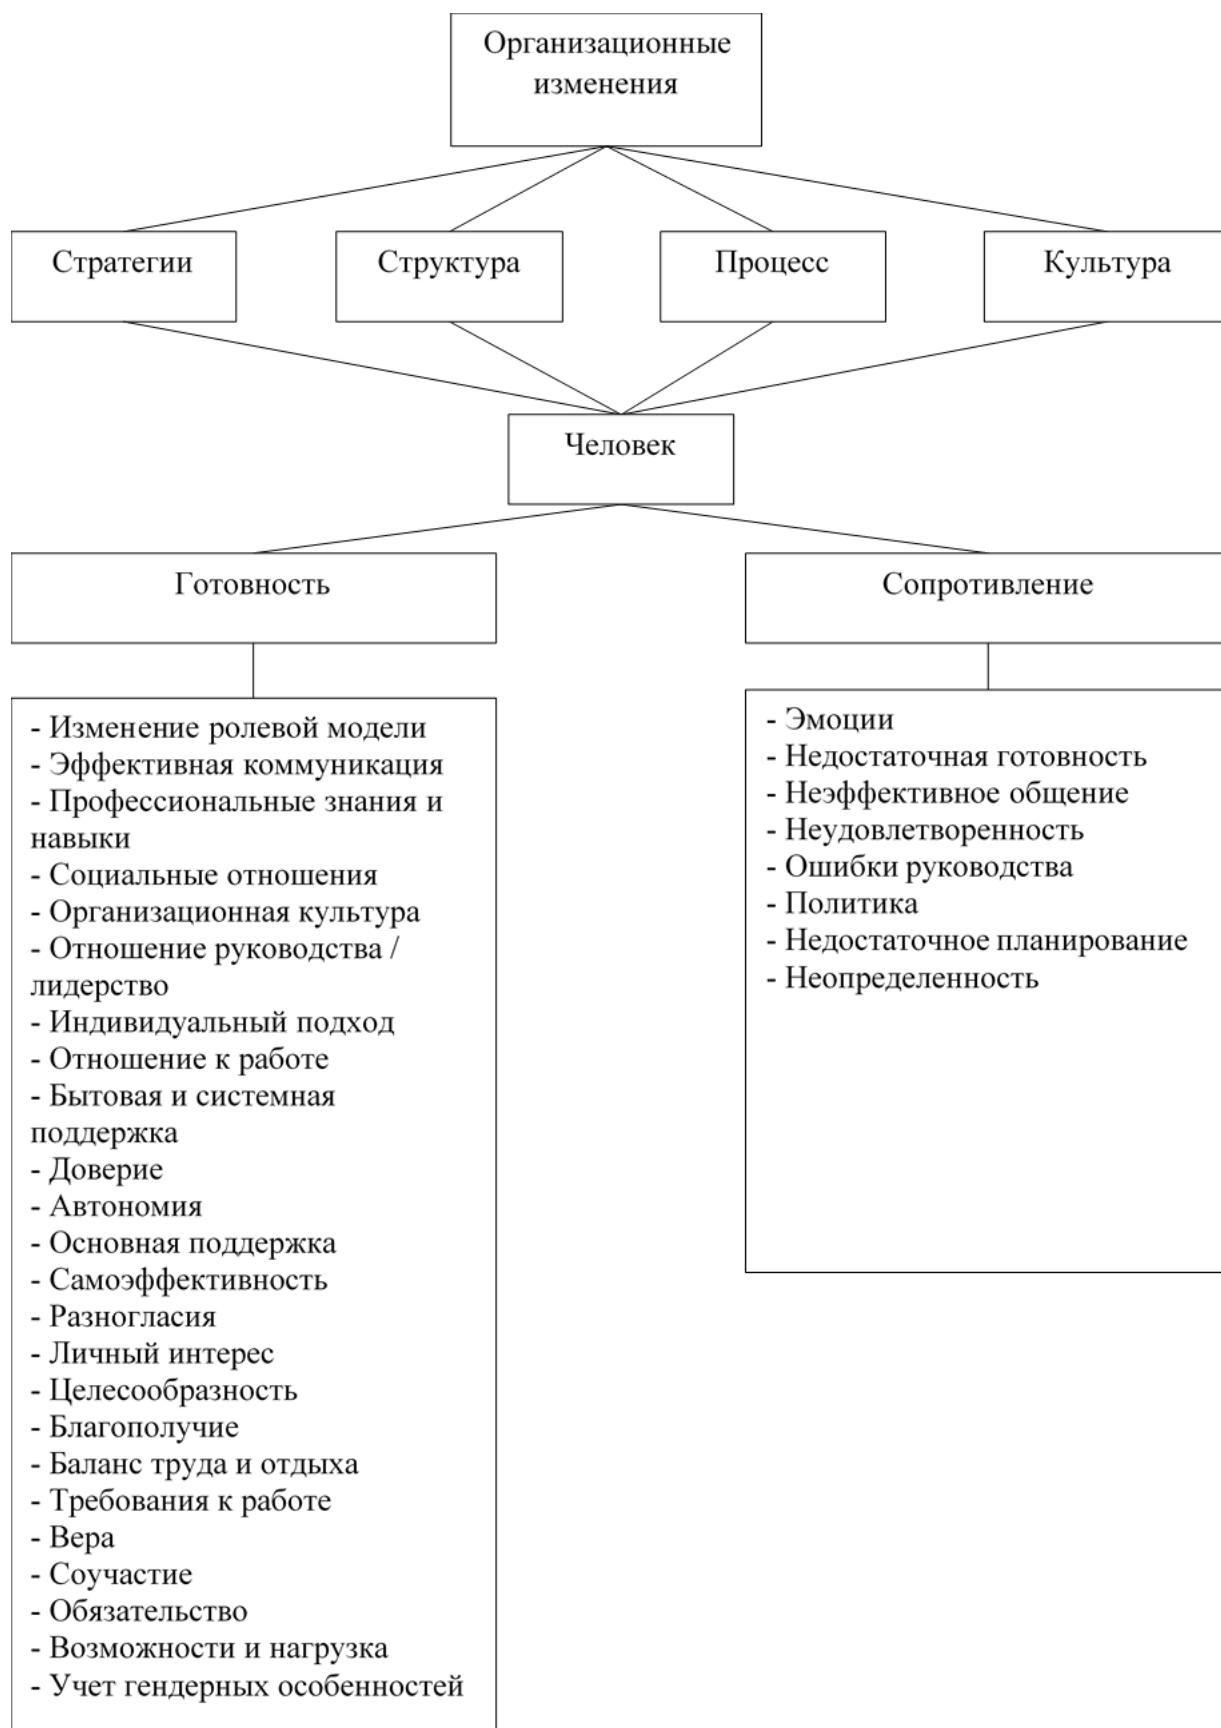 Организационные
изменения
Стратегии
Структура
Процесс
Культура
Человек
Готовность
Сопротивление
- Изменение ролевой модели
- Эффективная коммуникация
- Профессиональные знания и
навыки
- Социальные отношения
- Организационная культура
- Отношение руководства /
лидерство
- Индивидуальный подход
- Отношение к работе
- Бытовая и системная
поддержка
- Доверие
- Автономия
- Основная поддержка
- Самоэффективность
- Разногласия
- Личный интерес
- Целесообразность
- Благополучие
- Баланс труда и отдыха
- Требования к работе
- Вера
- Соучастие
- Обязательство
- Возможности и нагрузка
- Учет гендерных особенностей
- Эмоции
- Недостаточная готовность
- Неэффективное общение
- Неудовлетворенность
- Ошибки руководства
- Политика
- Недостаточное планирование
- Неопределенность